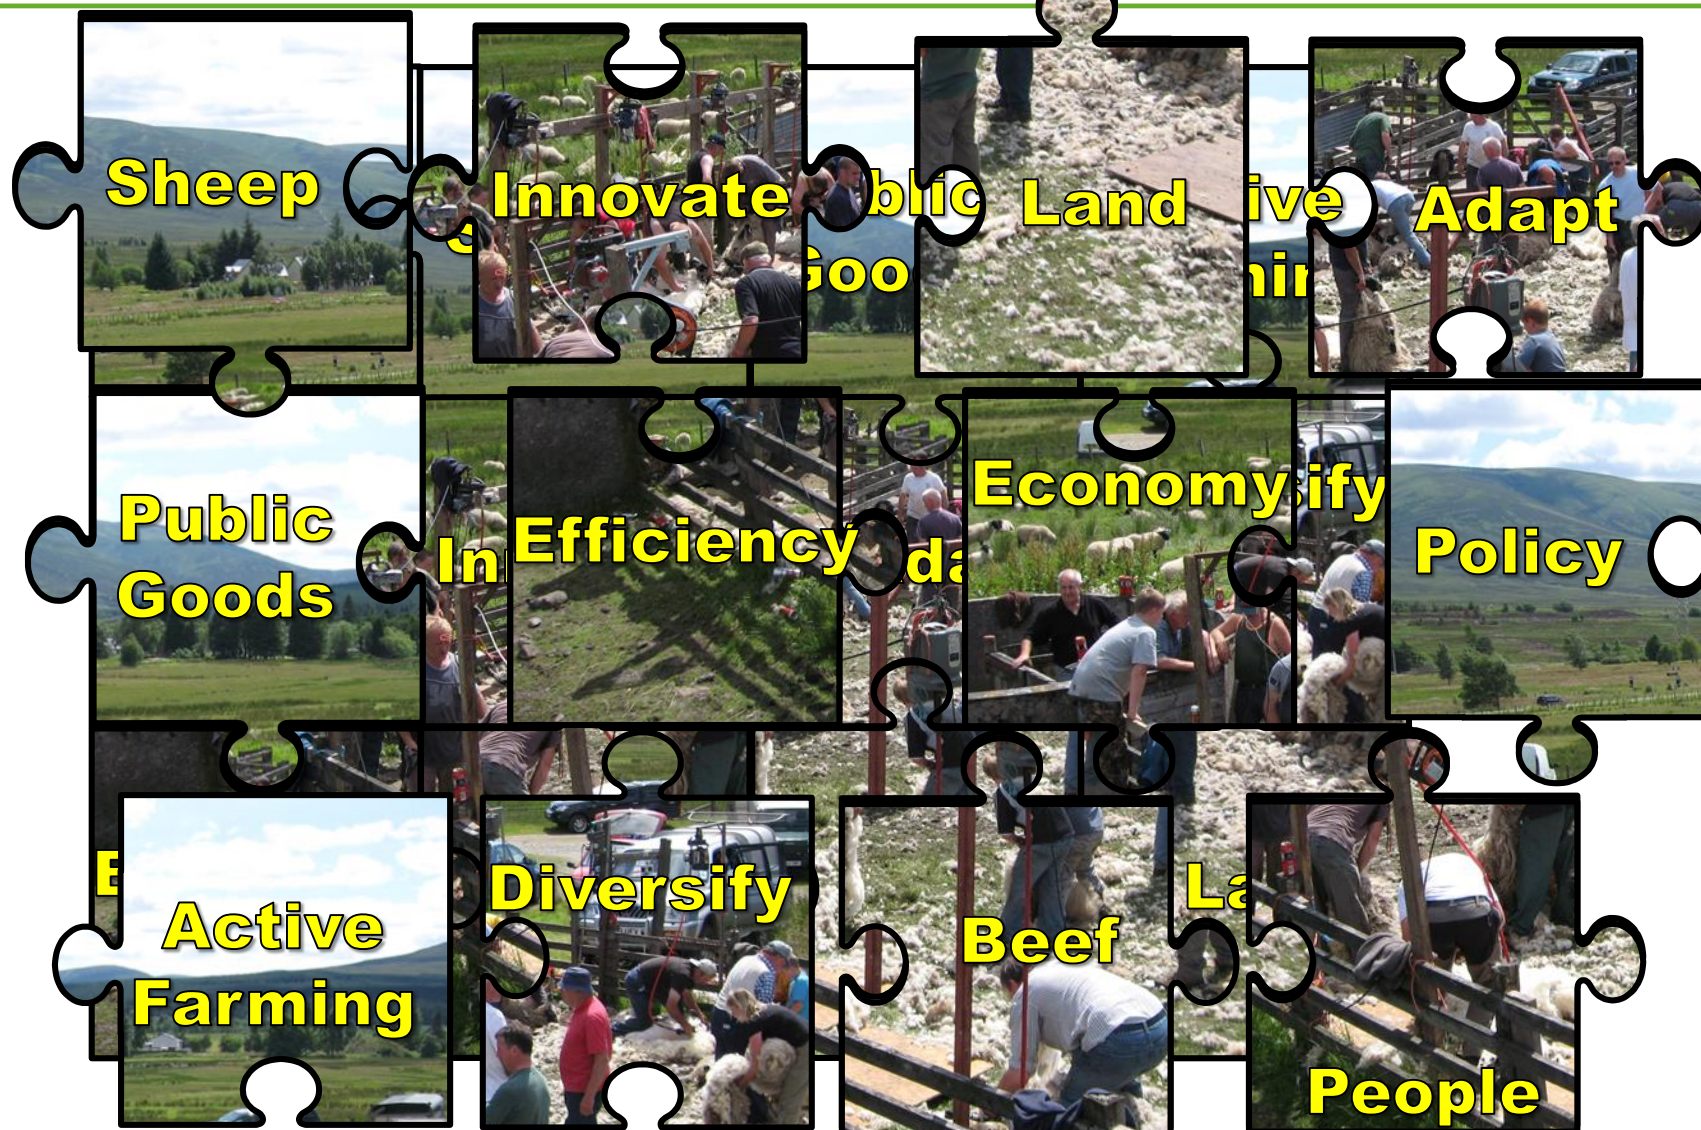 Sheep
Innovate
Land
Adapt
Public
Goods
Efficiency
Economy
Policy
Active
Farming
Diversify
Beef
People